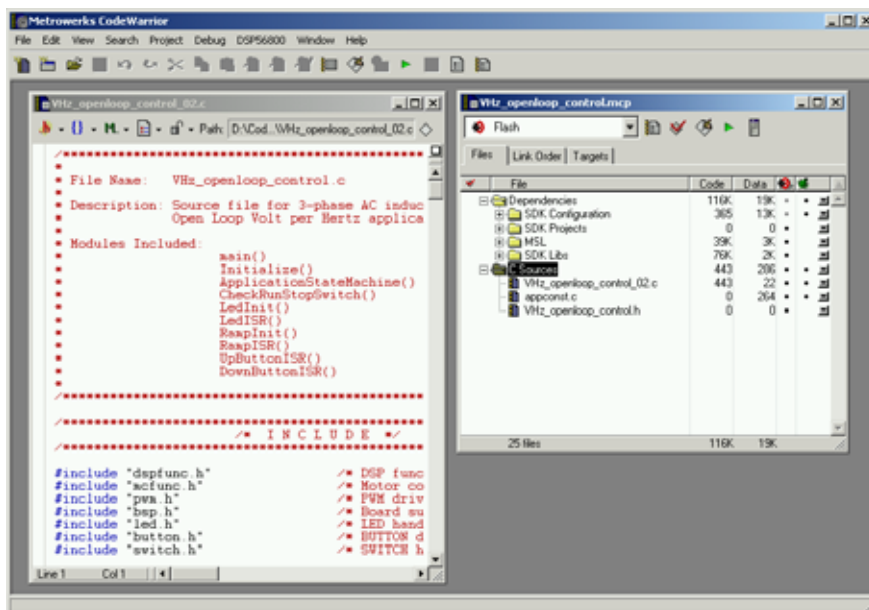 Metrowerks CodeWarrior
File Edit View Search Project Debug DSP56800 Window Help
VHz_openloop_control_02.c
Path: D:\Cod...\VHz_openloop_control_02.c
/*****************************************************
*
* File Name: VHz_openloop_control.c
*
* Description: Source file for 3-phase AC induc
* Open Loop Volt per Hertz applica
*
* Modules Included:
* main()
* Initialize()
* ApplicationStateMachine()
* CheckRunStopSwitch()
* LedInit()
* LedISR()
* RampInit()
* RampISR()
* UpButtonISR()
* DownButtonISR()
*
/*****************************************************
/*****************************************************
/* I N C L U D E */
/*****************************************************
#include "dspfunc.h" /* DSP func
#include "mcfunc.h" /* Motor co
#include "pwm.h" /* PWM driv
#include "bsp.h" /* Board su
#include "led.h" /* LED hand
#include "button.h" /* BUTTON d
#include "switch.h" /* SWITCH h
Line 1 Col 1
VHz_openloop_control.mcp
Flash
Files Link Order Targets
File Code Data
Dependencies 116K 19K
SDK Configuration 365 13K
SDK Projects 0 0
MSL 39K 3K
SDK Libs 76K 2K
C Sources 443 286
VHz_openloop_control_02.c 443 22
appconst.c 0 264
VHz_openloop_control.h 0 0
25 files 116K 19K